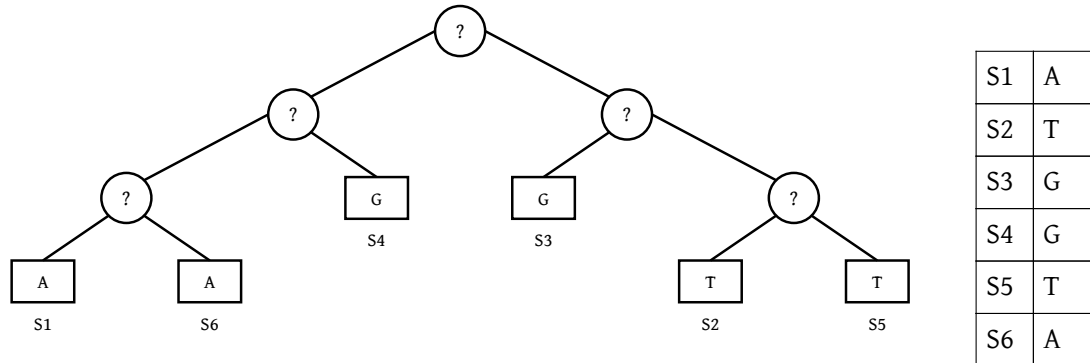 ?
? ?
? G G ?
S4 S3
A A T T
S1 S6 S2 S5
S1 A
S2 T
S3 G
S4 G
S5 T
S6 A